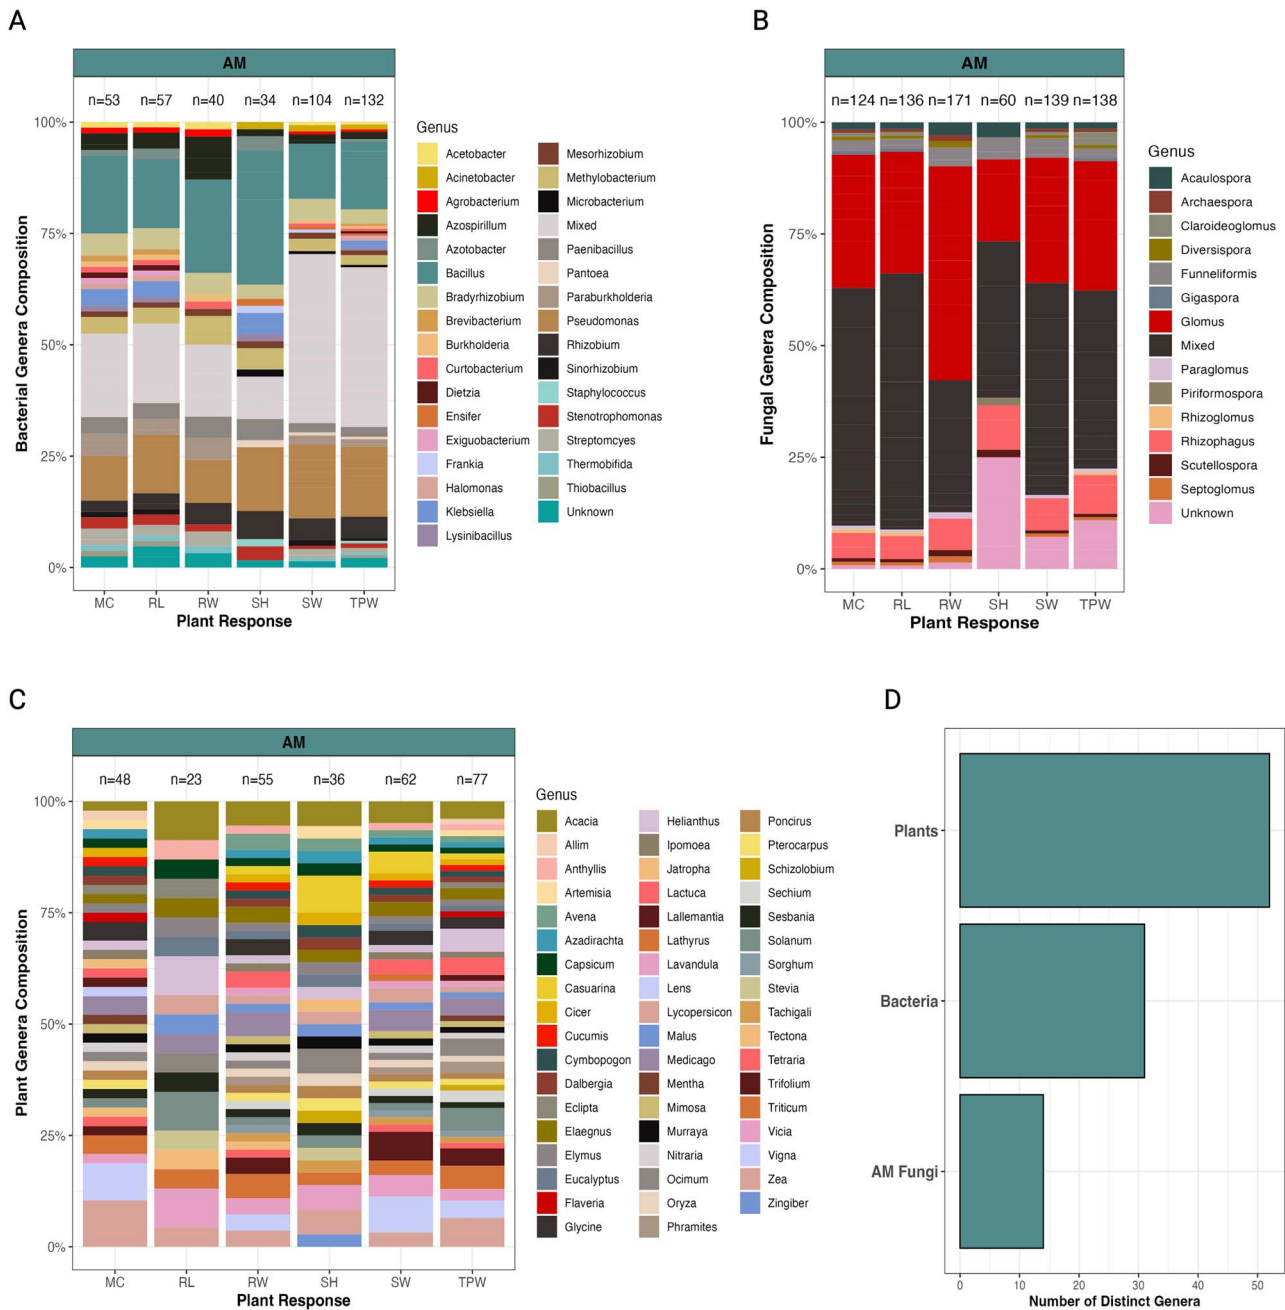 A
AM
n=53 n=57 n=40 n=34 n=104 n=132
100%
75%
50%
25%
0%
Bacterial Genera Composition
MC RL RW SH SW TPW
Plant Response
Genus
Acetobacter
Acinetobacter
Agrobacterium
Azospirillum
Azotobacter
Bacillus
Bradyrhizobium
Brevibacterium
Burkholderia
Curtobacterium
Dietzia
Ensifer
Exiguobacterium
Frankia
Halomonas
Klebsiella
Lysinibacillus
Mesorhizobium
Methylobacterium
Microbacterium
Mixed
Paenibacillus
Pantoea
Paraburkholderia
Pseudomonas
Rhizobium
Sinorhizobium
Staphylococcus
Stenotrophomonas
Streptomcyes
Thermobifida
Thiobacillus
Unknown
B
AM
n=124 n=136 n=171 n=60 n=139 n=138
100%
75%
50%
25%
0%
Fungal Genera Composition
MC RL RW SH SW TPW
Plant Response
Genus
Acaulospora
Archaespora
Claroideoglomus
Diversispora
Funneliformis
Gigaspora
Glomus
Mixed
Paraglomus
Piriformospora
Rhizoglomus
Rhizophagus
Scutellospora
Septoglomus
Unknown
C
AM
n=48 n=23 n=55 n=36 n=62 n=77
100%
75%
50%
25%
0%
Plant Genera Composition
MC RL RW SH SW TPW
Plant Response
Genus
Acacia
Allim
Anthyllis
Artemisia
Avena
Azadirachta
Capsicum
Casuarina
Cicer
Cucumis
Cymbopogon
Dalbergia
Eclipta
Elaegnus
Elymus
Eucalyptus
Flaveria
Glycine
Helianthus
Ipomoea
Jatropha
Lactuca
Lallemantia
Lathyrus
Lavandula
Lens
Lycopersicon
Malus
Medicago
Mentha
Mimosa
Murraya
Nitraria
Ocimum
Oryza
Phramites
Poncirus
Pterocarpus
Schizolobium
Sechium
Sesbania
Solanum
Sorghum
Stevia
Tachigali
Tectona
Tetraria
Trifolium
Triticum
Vicia
Vigna
Zea
Zingiber
D
Plants
Bacteria
AM Fungi
0 10 20 30 40 50
Number of Distinct Genera